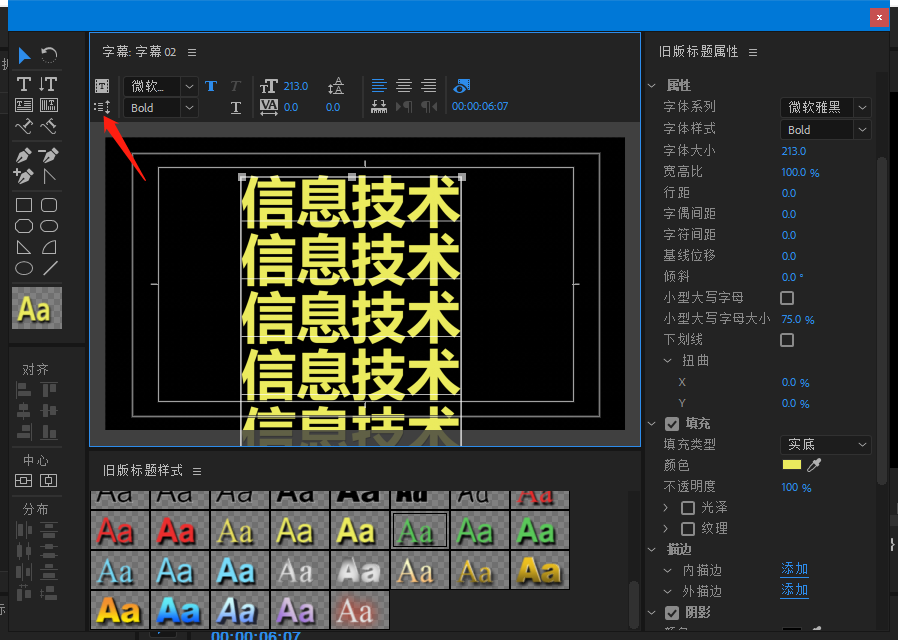 x
字幕: 字幕 02
微软...
T
T
213.0
Bold
T
VA
0.0
0.0
00:00:06:07
T
T
Aa
对齐
中心
分布
信息技术
信息技术
信息技术
信息技术
信息技术
旧版标题样式
Aa Aa Aa Aa Aa Aa Aa Aa
Aa Aa Aa Aa Aa Aa Aa Aa
Aa Aa Aa Aa Aa Aa Aa Aa
Aa Aa Aa Aa Aa
00:00:06:07
旧版标题属性
属性
字体系列 微软雅黑
字体样式 Bold
字体大小 213.0
宽高比 100.0 %
行距 0.0
字偶间距 0.0
字符间距 0.0
基线位移 0.0
倾斜 0.0 °
小型大写字母
小型大写字母大小 75.0 %
下划线
扭曲
X 0.0 %
Y 0.0 %
填充
填充类型 实底
颜色
不透明度 100 %
光泽
纹理
描边
内描边 添加
外描边 添加
阴影